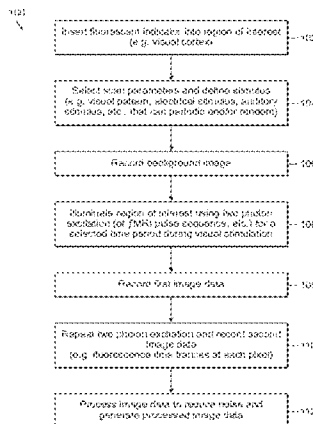 Insert fluorescent indicator into region of interest
(e.g. visual cortex)
Select scan parameters and define stimulus
(e.g. visual pattern, electrical stimulus, auditory
stimulus, etc., that can periodic and/or random)
Record background image
Illuminate region of interest using two photon
excitation (or fMRI pulse sequence, etc.) for a
selected time period during visual stimulation
Record first image data
Repeat two photon excitation and record second
image data
(e.g. fluorescence time frames at each pixel)
Process image data to reduce noise and
generate processed image data